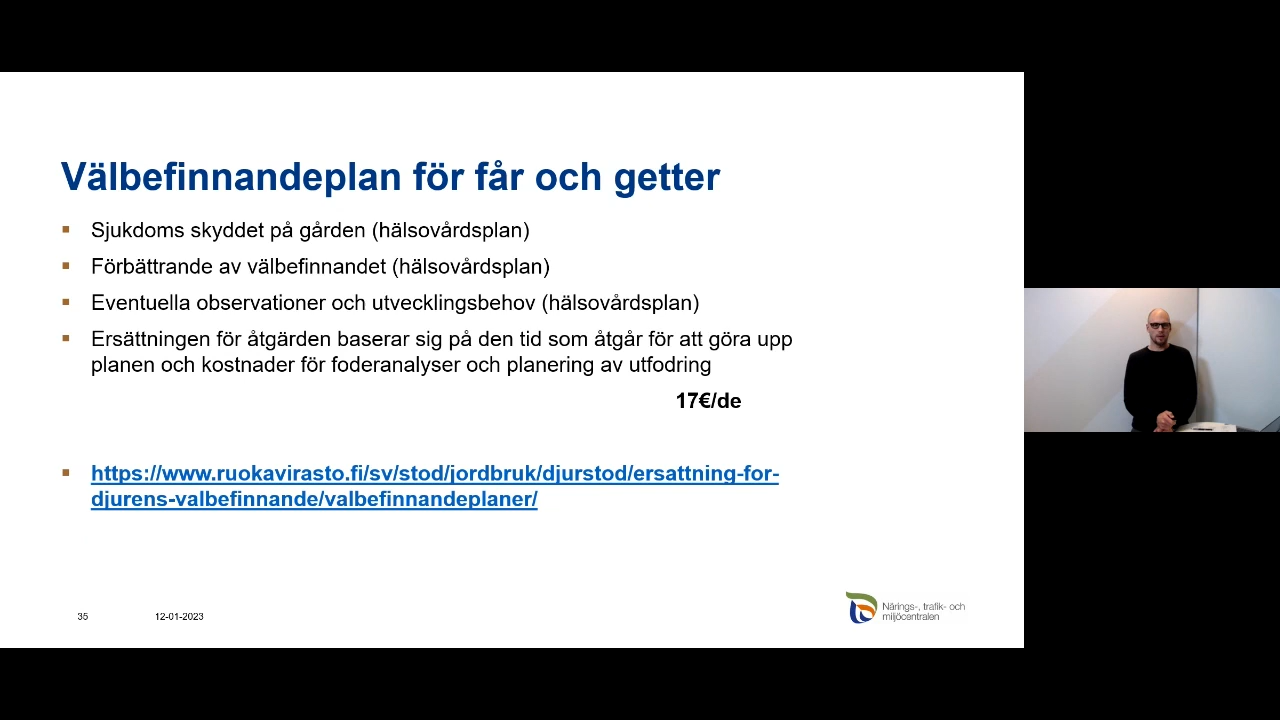 Välbefinnandeplan för får och getter
Sjukdoms skyddet på gården (hälsovårdsplan)
Förbättrande av välbefinnandet (hälsovårdsplan)
Eventuella observationer och utvecklingsbehov (hälsovårdsplan)
Ersättningen för åtgärden baserar sig på den tid som åtgår för att göra upp
planen och kostnader för foderanalyser och planering av utfodring
17€/de
https://www.ruokavirasto.fi/sv/stod/jordbruk/djurstod/ersattning-for-
djurens-valbefinnande/valbefinnandeplaner/
35
12-01-2023
Närings-, trafik- och
miljöcentralen